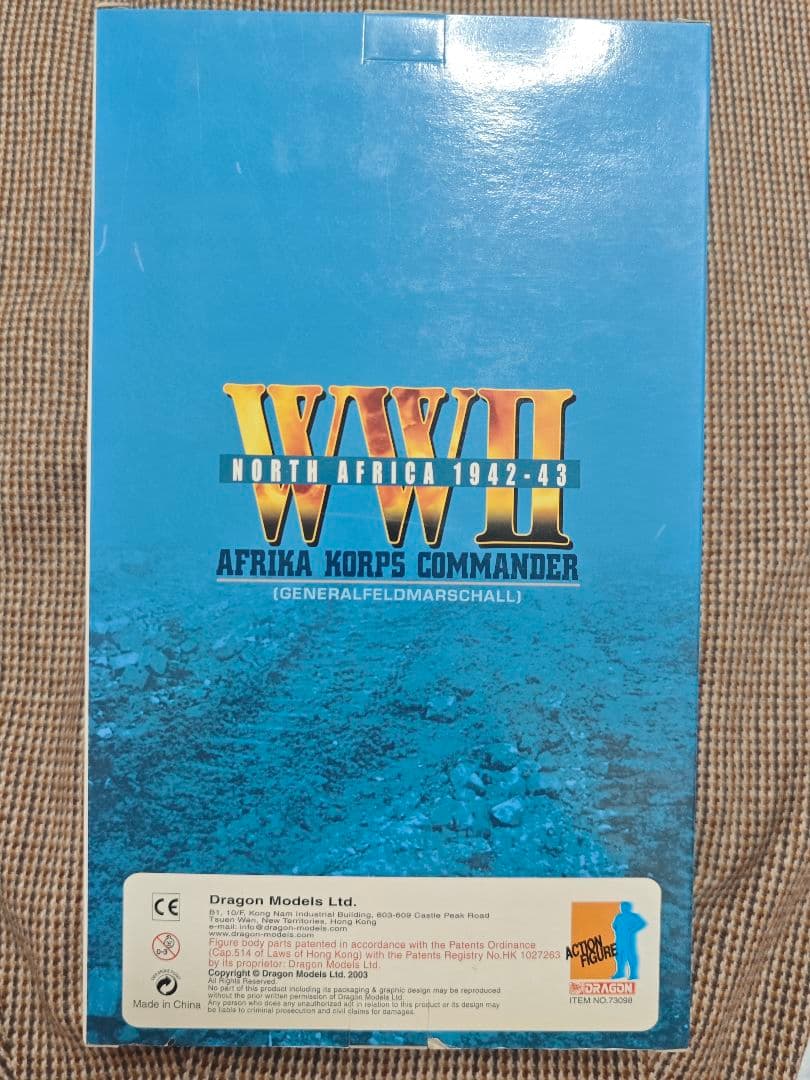 WWII
NORTH AFRICA 1942-43
AFRIKA KORPS COMMANDER
(GENERALFELDMARSCHALL)
CE
0-3
Made in China
Dragon Models Ltd.
B1, 10/F, Kong Nam Industrial Building, 603-609 Castle Peak Road
Tsuen Wan, New Territories, Hong Kong
e-mail: info@dragon-models.com
www.dragon-models.com
Figure body parts patented in accordance with the Patents Ordinance
(Cap.514 of Laws of Hong Kong) with the Patents Registry No.HK 1027263
by its proprietor: Dragon Models Ltd.
Copyright © Dragon Models Ltd. 2003
All Rights Reserved.
No part of this product including its packaging & graphic design may be reproduced
without the prior written permission of Dragon Models Ltd.
Any person who does any unauthorized act in relation to this product or its design may
be liable to criminal prosecution and civil claims for damages.
ACTION
FIGURE
DRAGON
ITEM NO.73098